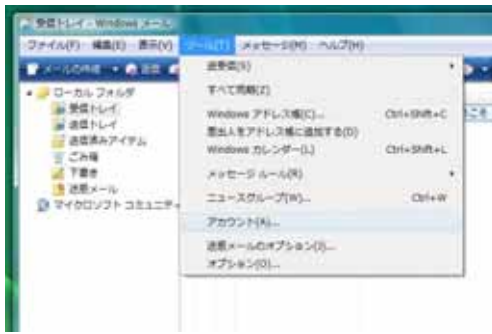 受信トレイ - Windows メール
ファイル(F) 編集(E) 表示(V) ツール(T) メッセージ(M) ヘルプ(H)
メールの作成 返信
ローカル フォルダ
受信トレイ
送信トレイ
送信済みアイテム
ごみ箱
下書き
迷惑メール
マイクロソフト コミュニテ
送受信(S)
すべて同期(Z)
Windows アドレス帳(C)... Ctrl+Shift+C
差出人をアドレス帳に追加する(D)
Windows カレンダー(L) Ctrl+Shift+L
メッセージ ルール(R)
ニュースグループ(W)... Ctrl+W
アカウント(A)...
迷惑メールのオプション(J)...
オプション(O)...
こそ